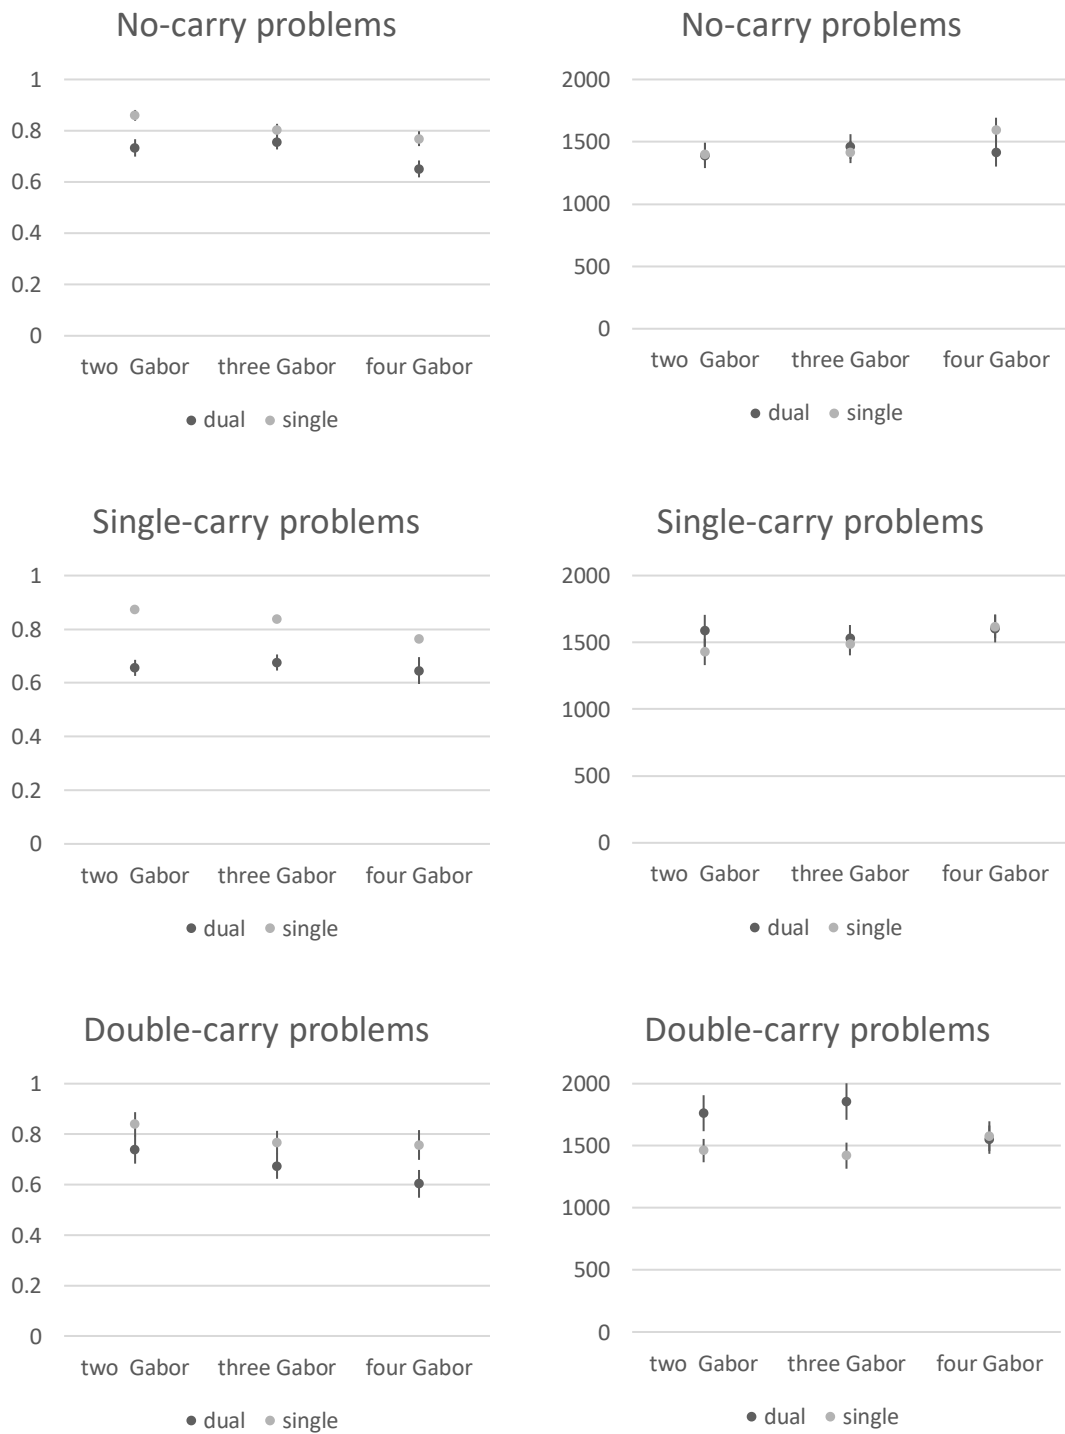 No-carry problems
1
0.8
0.6
0.4
0.2
0
two Gabor three Gabor four Gabor
dual single
No-carry problems
2000
1500
1000
500
0
two Gabor three Gabor four Gabor
dual single
Single-carry problems
1
0.8
0.6
0.4
0.2
0
two Gabor three Gabor four Gabor
dual single
Single-carry problems
2000
1500
1000
500
0
two Gabor three Gabor four Gabor
dual single
Double-carry problems
1
0.8
0.6
0.4
0.2
0
two Gabor three Gabor four Gabor
dual single
Double-carry problems
2000
1500
1000
500
0
two Gabor three Gabor four Gabor
dual single